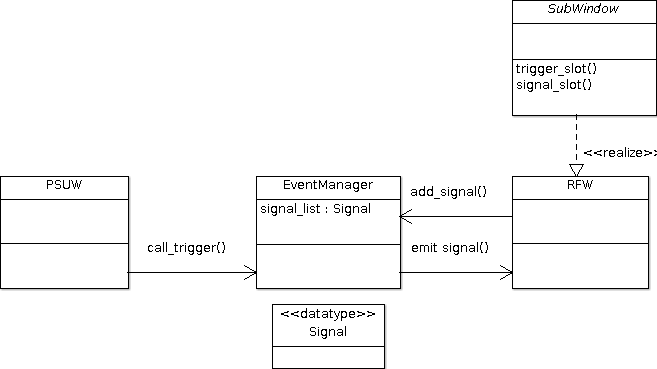 SubWindow
trigger_slot()
signal_slot()
<<realize>>
PSUW
EventManager
signal_list : Signal
add_signal()
RFW
call_trigger()
emit signal()
<<datatype>>
Signal